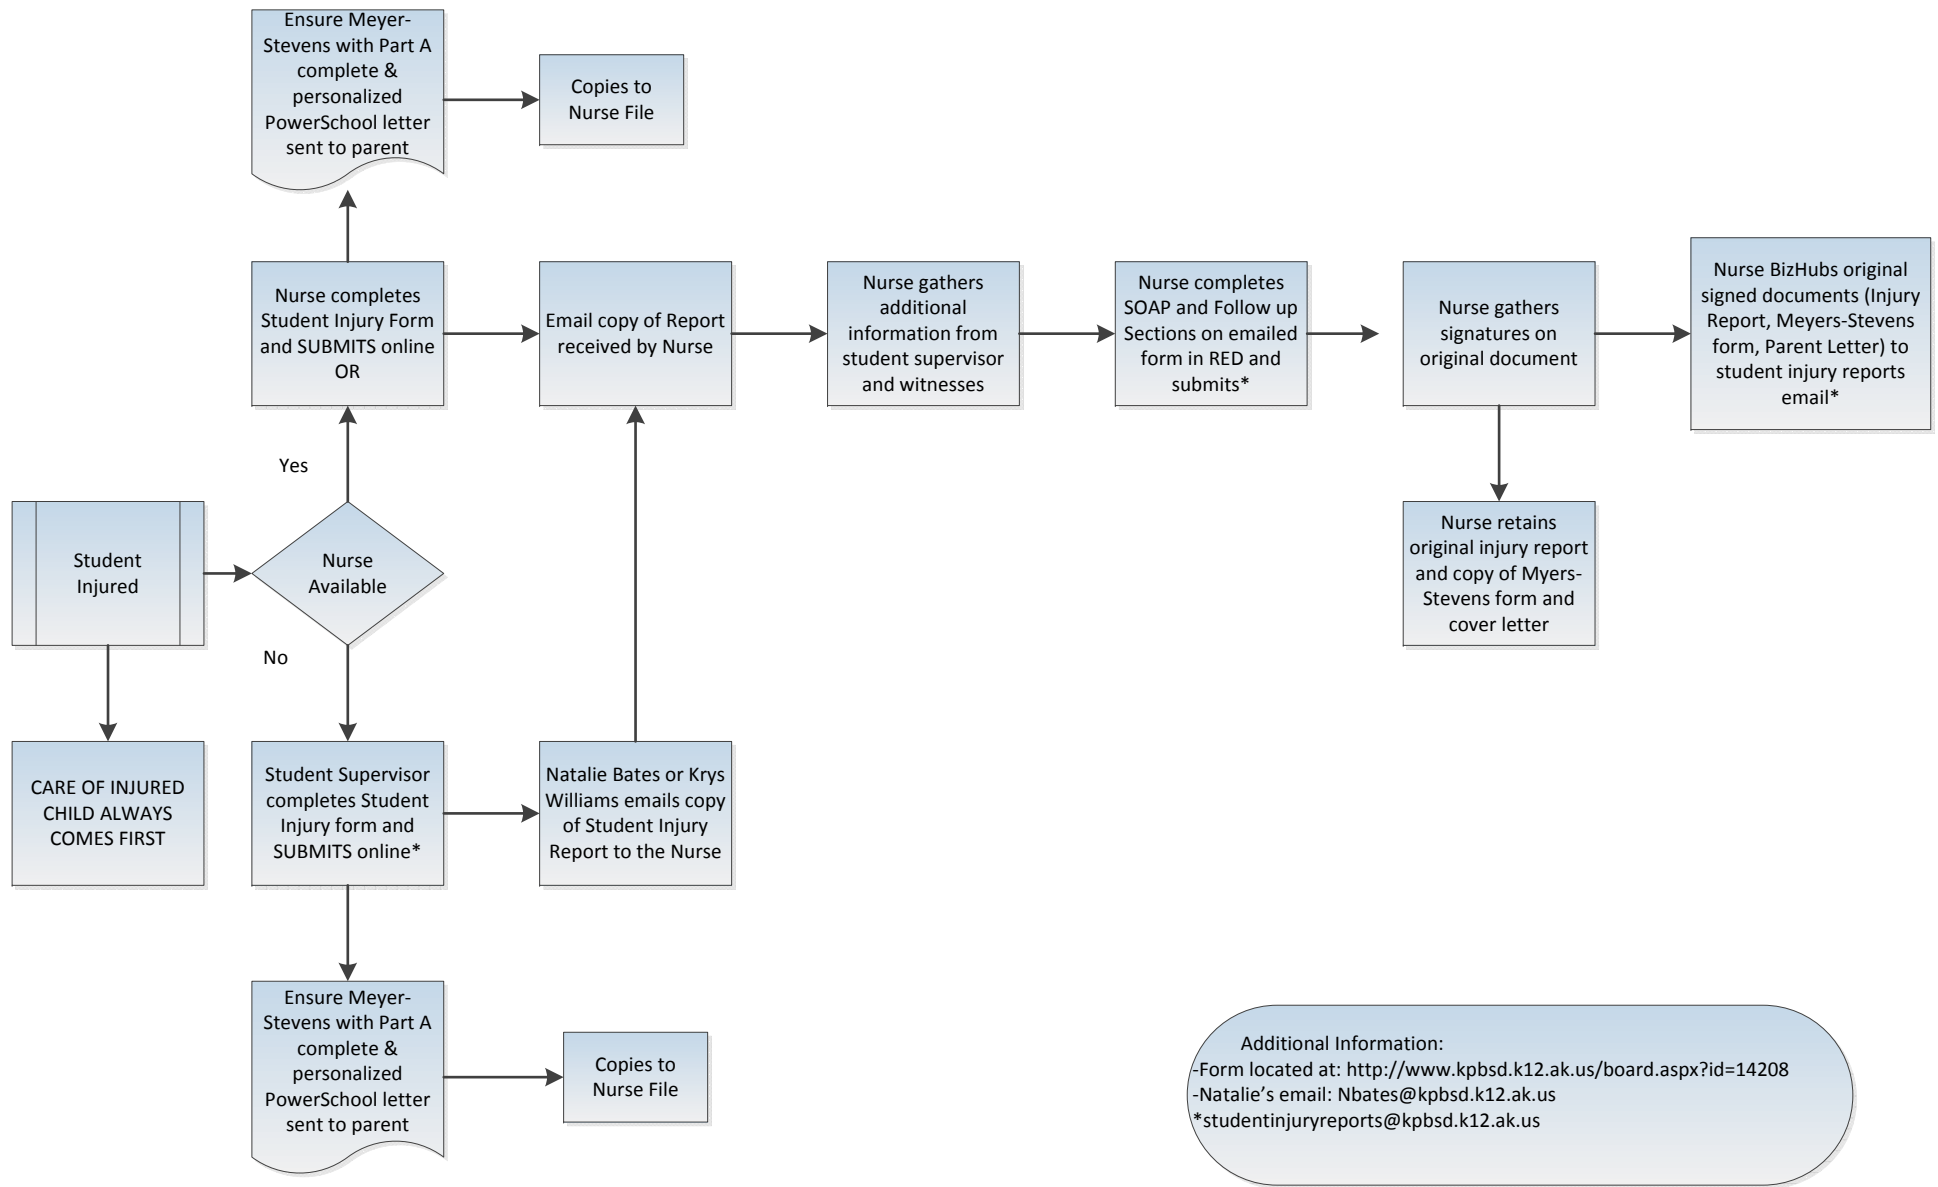 Ensure Meyer-
Stevens with Part A
complete &
personalized
PowerSchool letter
sent to parent
Copies to
Nurse File
Nurse completes
Student Injury Form
and SUBMITS online
OR
Email copy of Report
received by Nurse
Nurse gathers
additional
information from
student supervisor
and witnesses
Nurse completes
SOAP and Follow up
Sections on emailed
form in RED and
submits*
Nurse gathers
signatures on
original document
Nurse BizHubs original
signed documents (Injury
Report, Meyers-Stevens
form, Parent Letter) to
student injury reports
email*
Yes
Student
Injured
Nurse
Available
Nurse retains
original injury report
and copy of Myers-
Stevens form and
cover letter
No
CARE OF INJURED
CHILD ALWAYS
COMES FIRST
Student Supervisor
completes Student
Injury form and
SUBMITS online*
Natalie Bates or Krys
Williams emails copy
of Student Injury
Report to the Nurse
Ensure Meyer-
Stevens with Part A
complete &
personalized
PowerSchool letter
sent to parent
Copies to
Nurse File
Additional Information:
-Form located at: http://www.kpbsd.k12.ak.us/board.aspx?id=14208
-Natalie’s email: Nbates@kpbsd.k12.ak.us
*studentinjuryreports@kpbsd.k12.ak.us